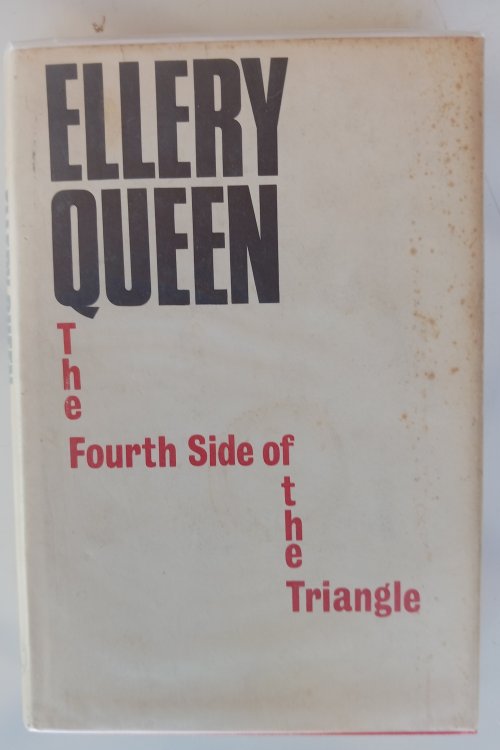 ELLERY
QUEEN
The
Fourth Side of
the
Triangle